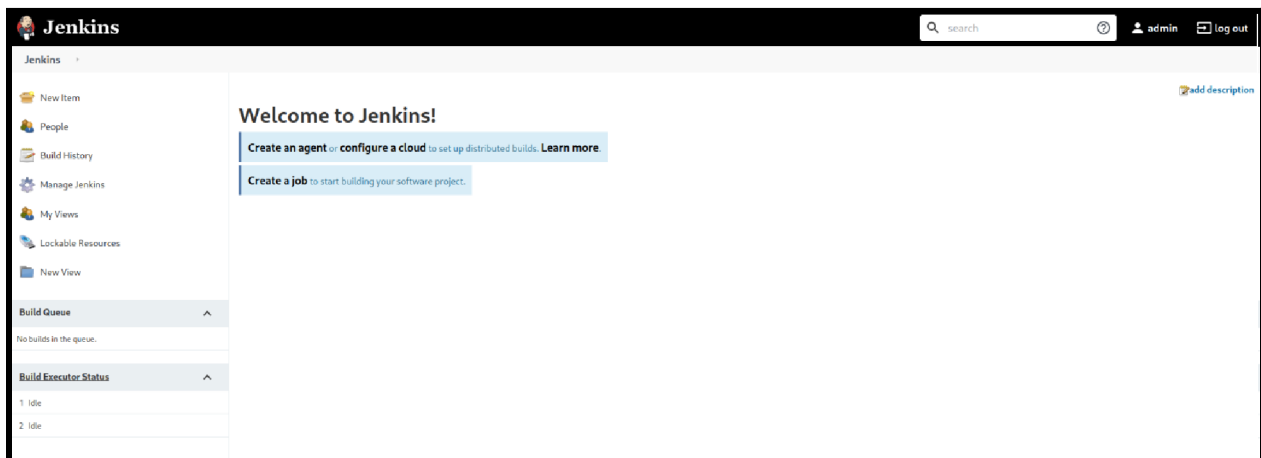 Jenkins
search
admin
log out
Jenkins
add description
New Item
People
Build History
Manage Jenkins
My Views
Lockable Resources
New View
Build Queue
No builds in the queue.
Build Executor Status
1 Idle
2 Idle
Welcome to Jenkins!
Create an agent or configure a cloud to set up distributed builds. Learn more.
Create a job to start building your software project.